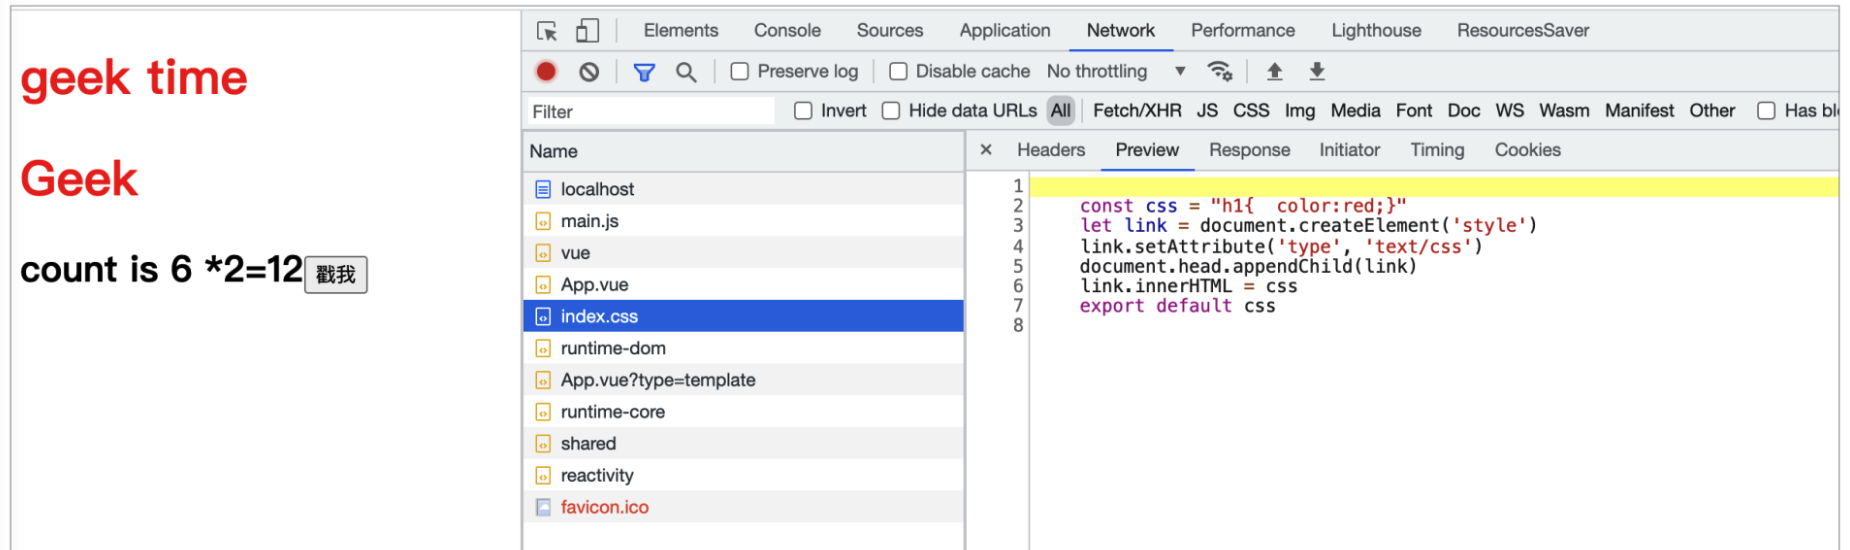 geek time
Geek
count is 6 *2=12 戳我
Elements Console Sources Application Network Performance Lighthouse ResourcesSaver
Preserve log Disable cache No throttling
Filter Invert Hide data URLs All Fetch/XHR JS CSS Img Media Font Doc WS Wasm Manifest Other Has bl
Name
localhost
main.js
vue
App.vue
index.css
runtime-dom
App.vue?type=template
runtime-core
shared
reactivity
favicon.ico
× Headers Preview Response Initiator Timing Cookies
1
2 const css = "h1{  color:red;}"
3 let link = document.createElement('style')
4 link.setAttribute('type', 'text/css')
5 document.head.appendChild(link)
6 link.innerHTML = css
7 export default css
8